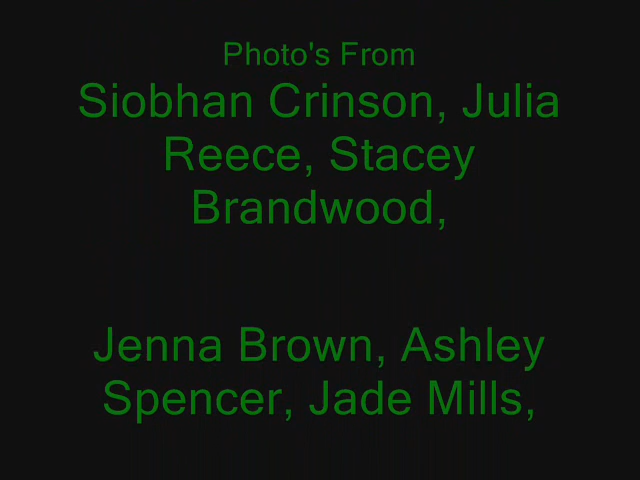 Photo's From
Siobhan Crinson, Julia
Reece, Stacey
Brandwood,
Jenna Brown, Ashley
Spencer, Jade Mills,